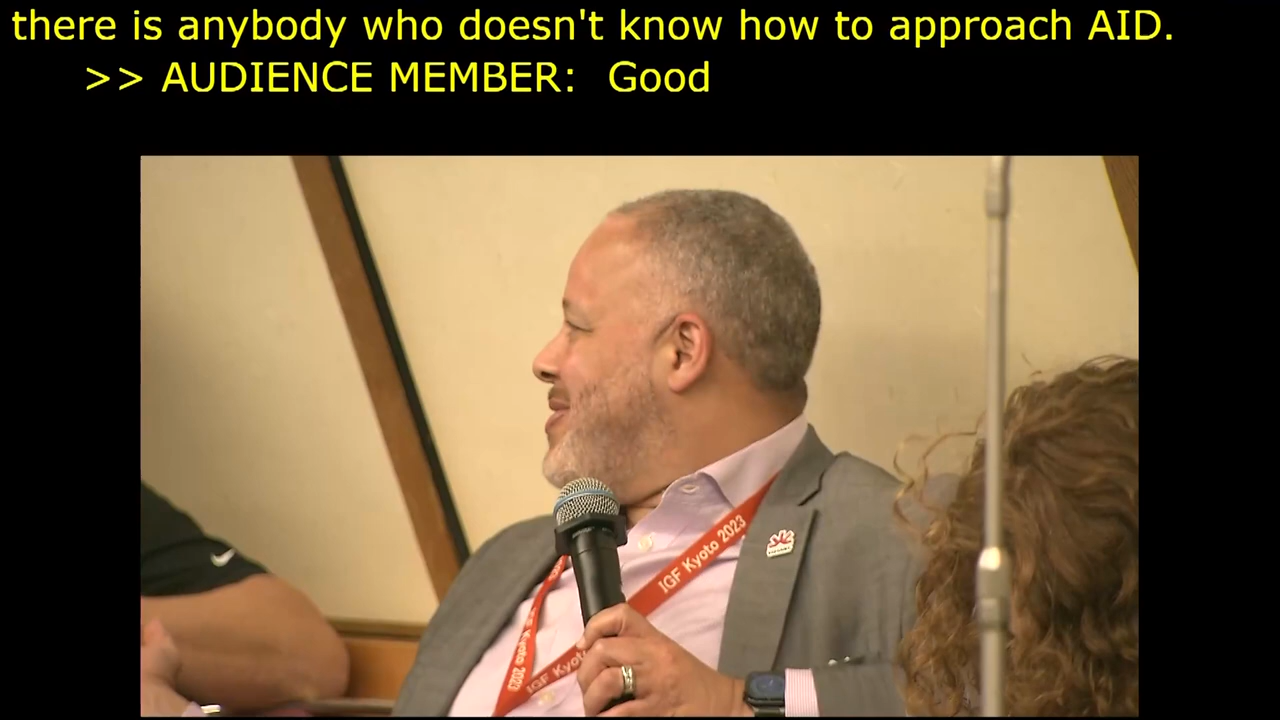 there is anybody who doesn't know how to approach AID.
>> AUDIENCE MEMBER:  Good
IGF Kyoto 2023
IGF Kyoto
Kyoto 2023